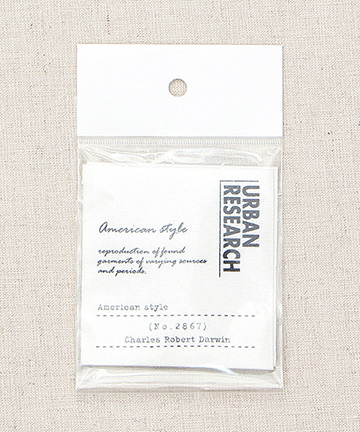 URBAN
RESEARCH
American style
reproduction of found
garments of varying sources
and periods.
American style
(No.2867)
Charles Robert Darwin